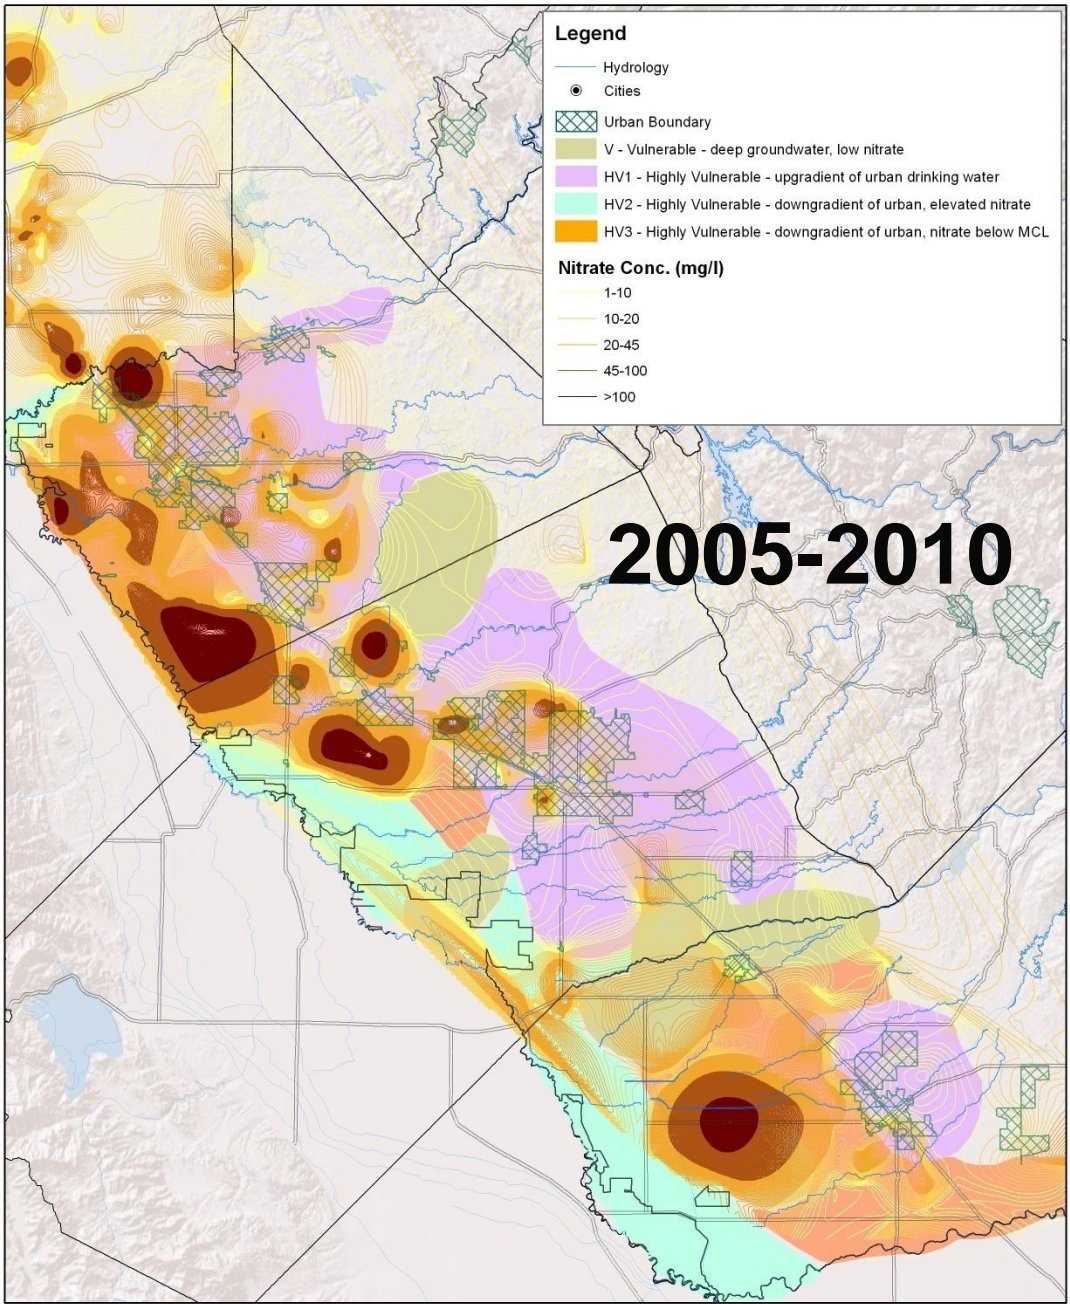 Legend
Hydrology
Cities
Urban Boundary
V - Vulnerable - deep groundwater, low nitrate
HV1 - Highly Vulnerable - upgradient of urban drinking water
HV2 - Highly Vulnerable - downgradient of urban, elevated nitrate
HV3 - Highly Vulnerable - downgradient of urban, nitrate below MCL
Nitrate Conc. (mg/l)
1-10
10-20
20-45
45-100
>100
2005-2010